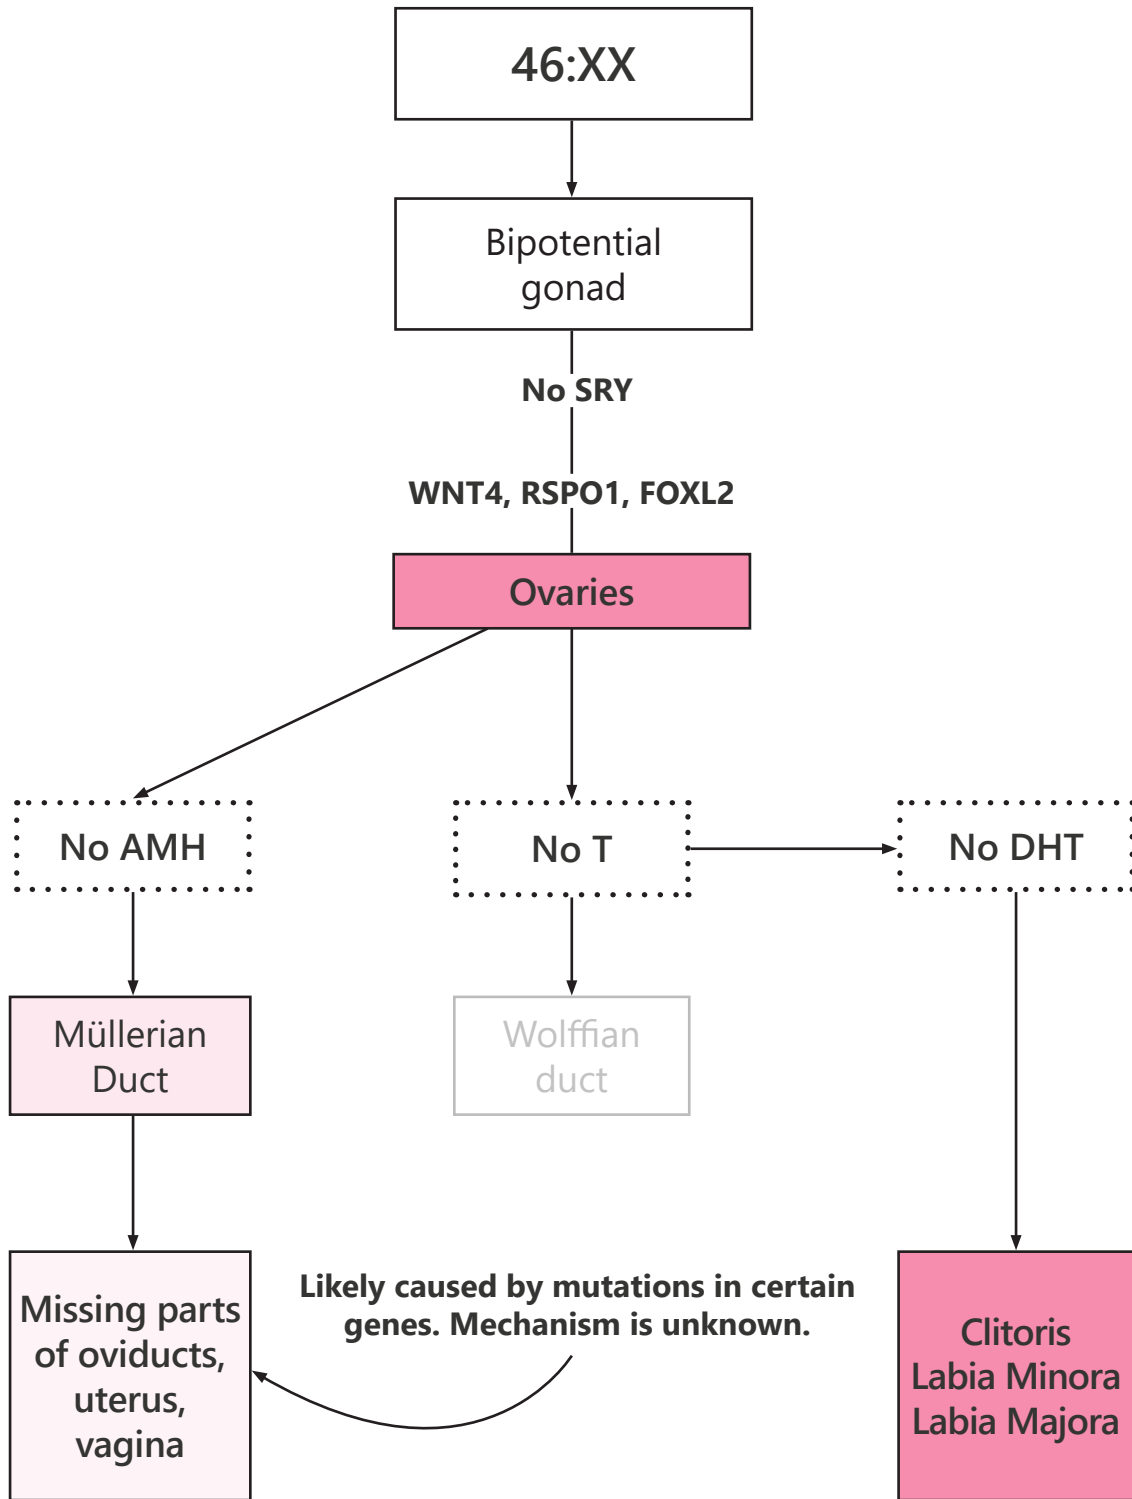 46:XX
Bipotential
gonad
No SRY
WNT4, RSPO1, FOXL2
Ovaries
No AMH
No T
No DHT
Müllerian
Duct
Wolffian
duct
Missing parts
of oviducts,
uterus,
vagina
Likely caused by mutations in certain
genes. Mechanism is unknown.
Clitoris
Labia Minora
Labia Majora